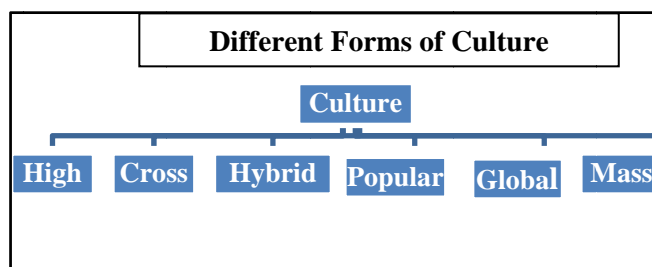 Different Forms of Culture
Culture
High Cross Hybrid Popular Global Mass